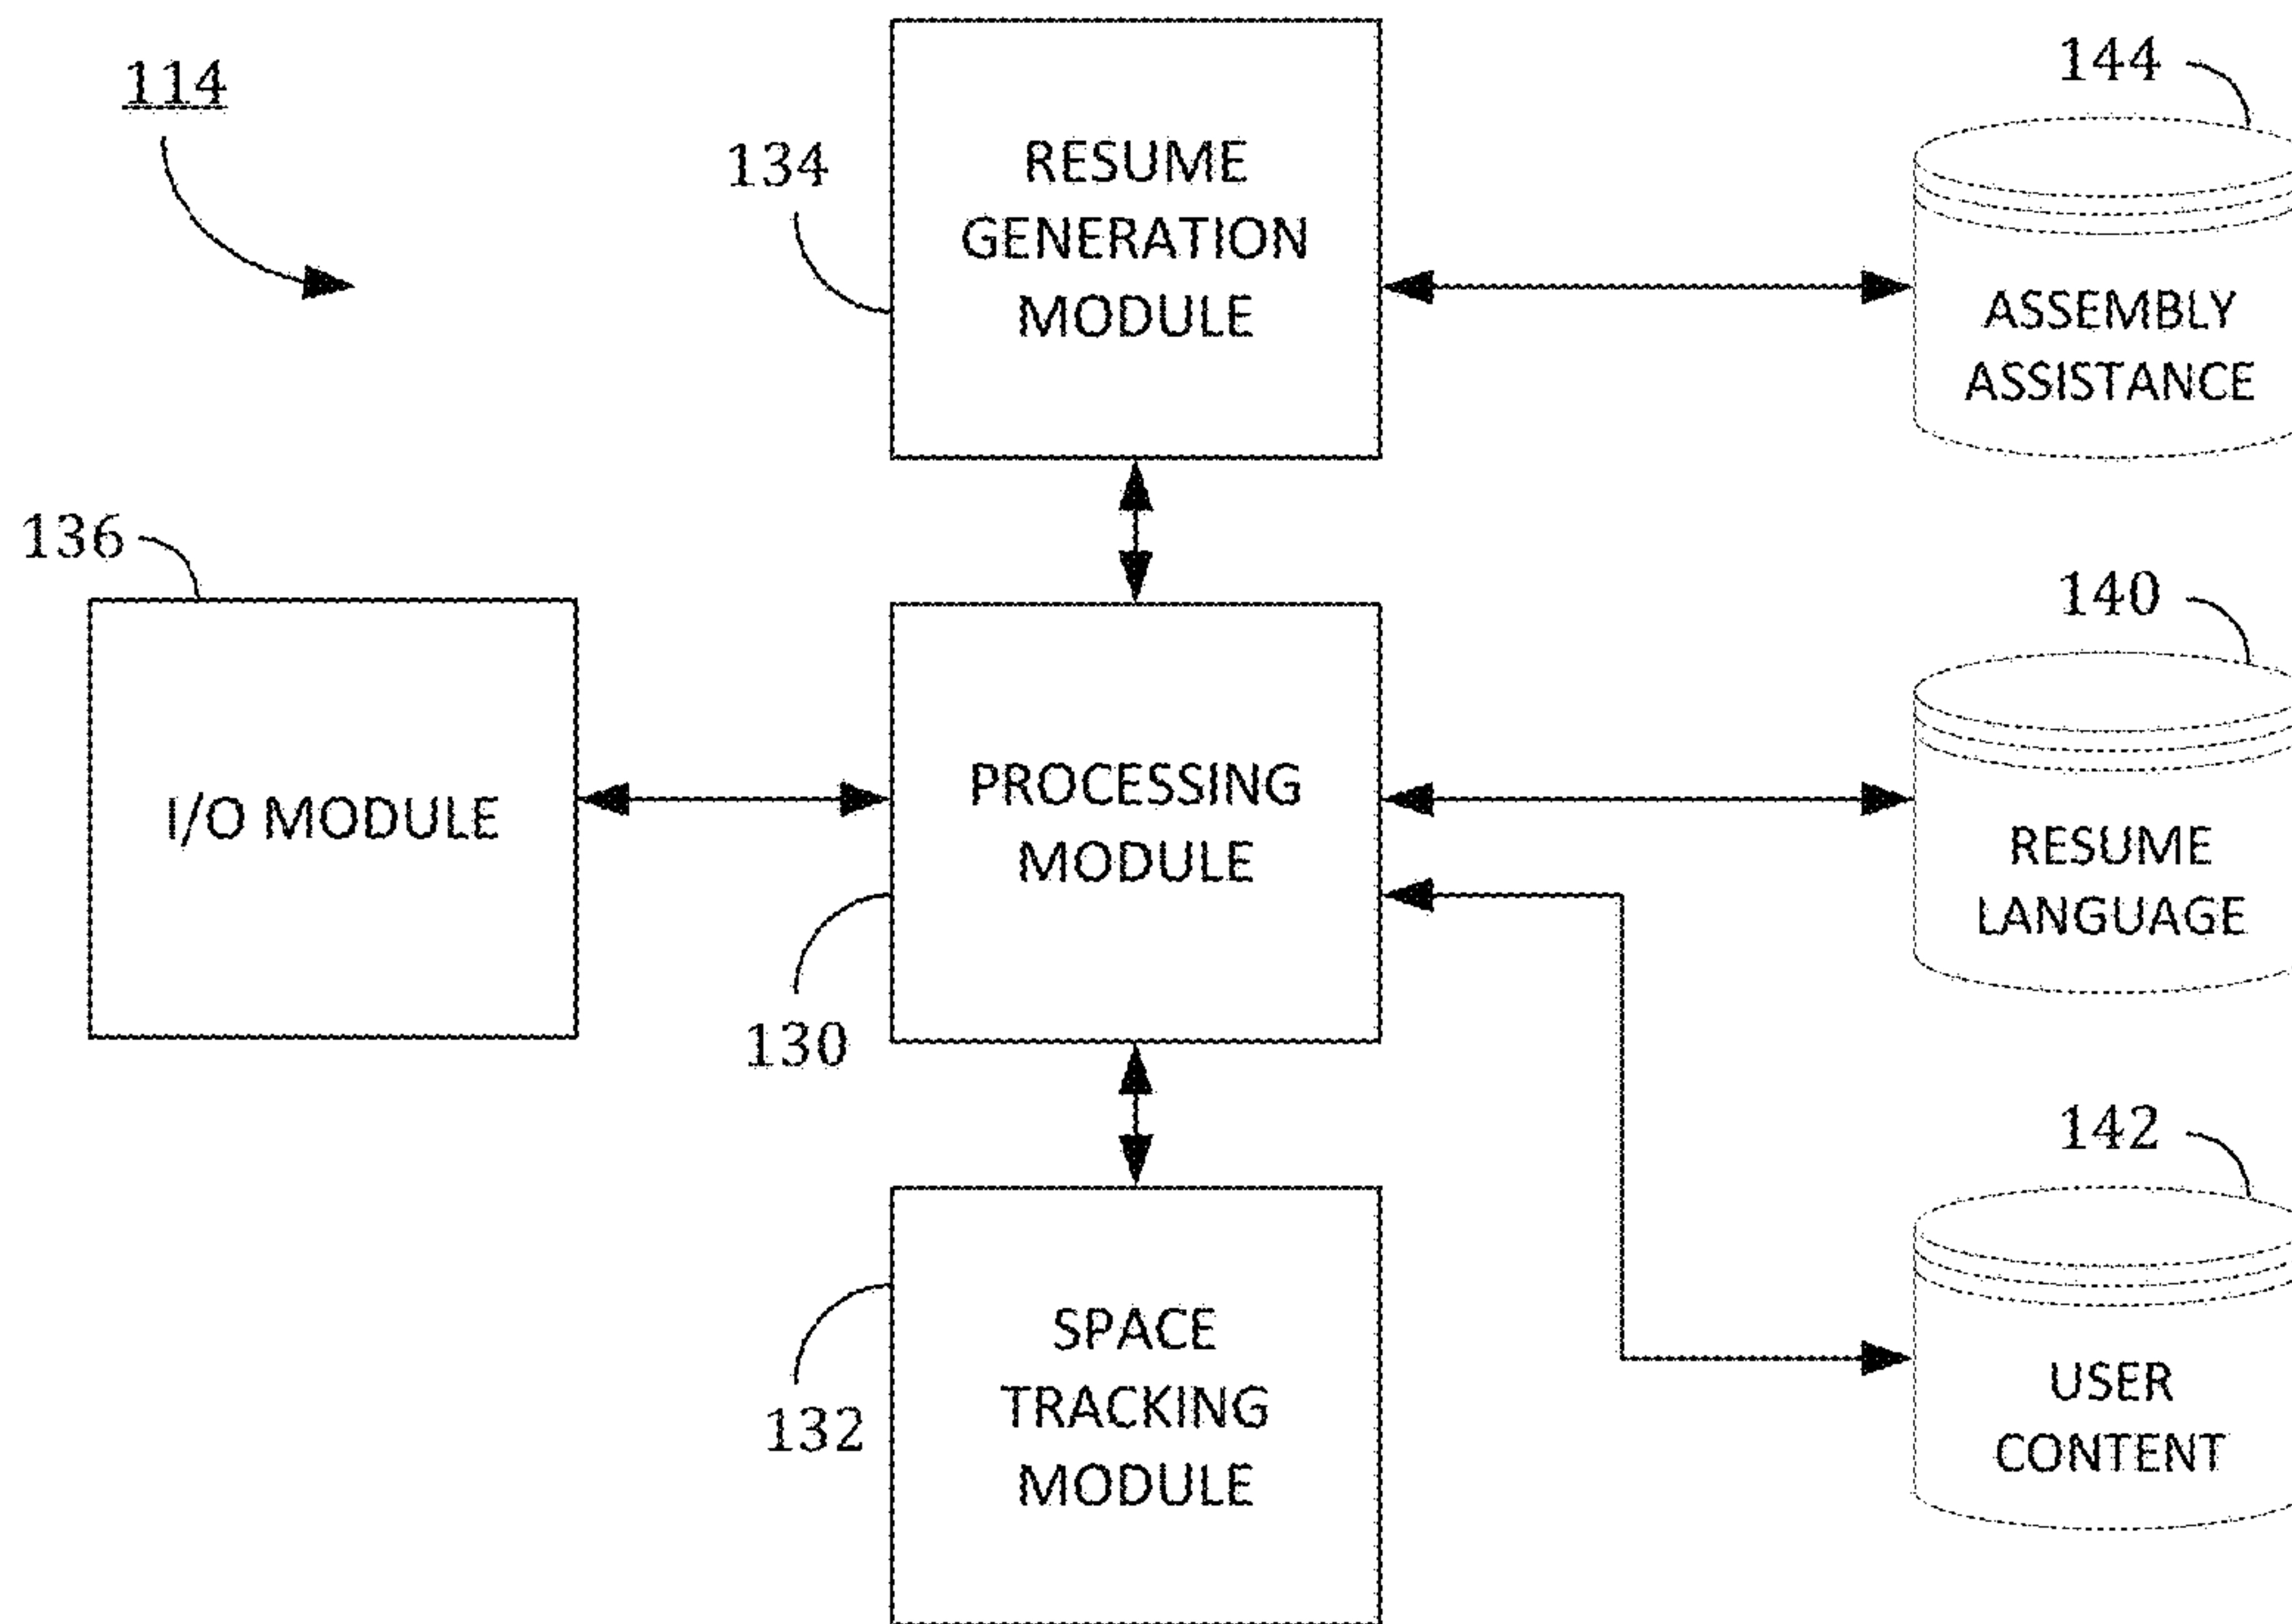 114
134
RESUME
GENERATION
MODULE
144
ASSEMBLY
ASSISTANCE
136
I/O MODULE
PROCESSING
MODULE
130
140
RESUME
LANGUAGE
132
SPACE
TRACKING
MODULE
142
USER
CONTENT